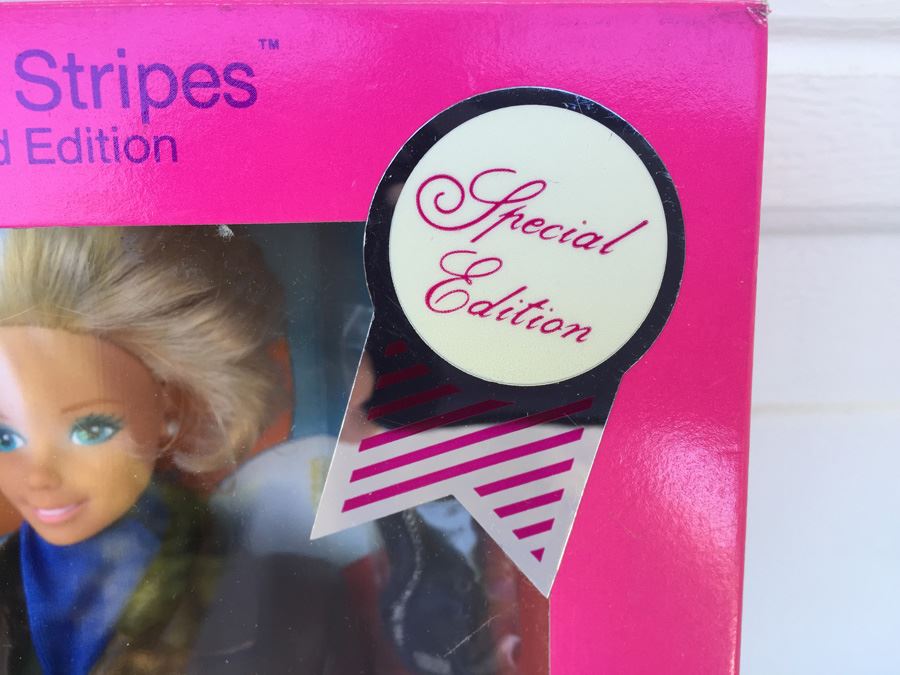 Stripes™
d Edition
Special
Edition